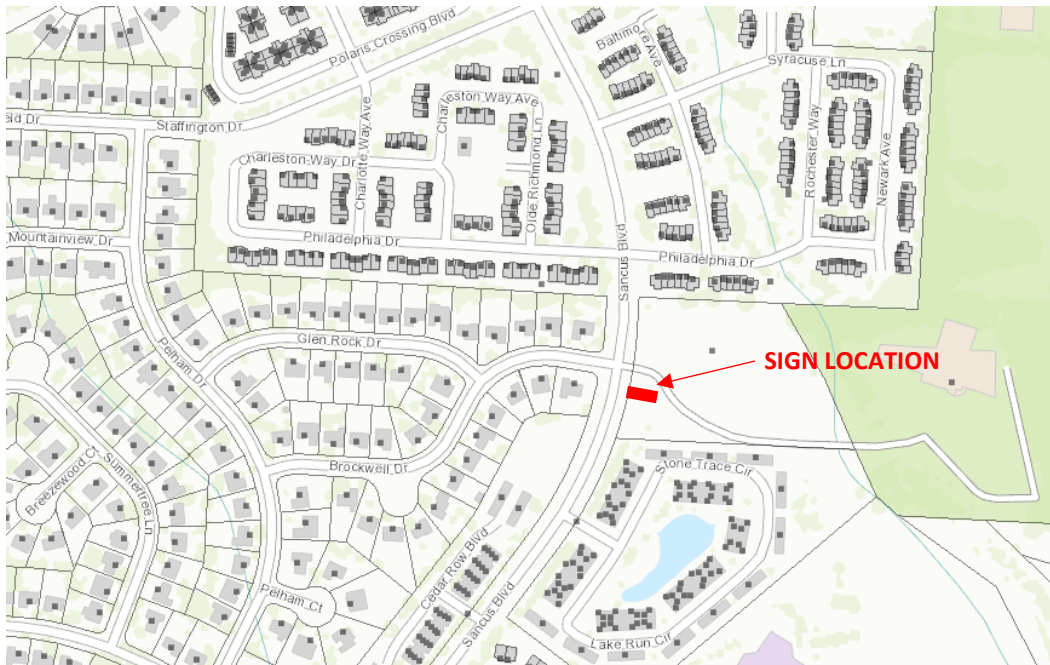 Polaris Crossing Blvd
Baltimore Ave
Syracuse Ln
Charleston Way Ave
Staffington Dr
Charlotte Way Ave
Charleston Way Dr
Olde Richmond Ln
Rochester Way
Newark Ave
eld Dr
Mountainview Dr
Philadelphia Dr
Sancus Blvd
Philadelphia Dr
Pelham Dr
Glen Rock Dr
SIGN LOCATION
Brockwell Dr
Stone Trace Cir
Breezewood Ct
Summertree Ln
Cedar Row Blvd
Pelham Ct
Sancus Blvd
Lake Run Cir